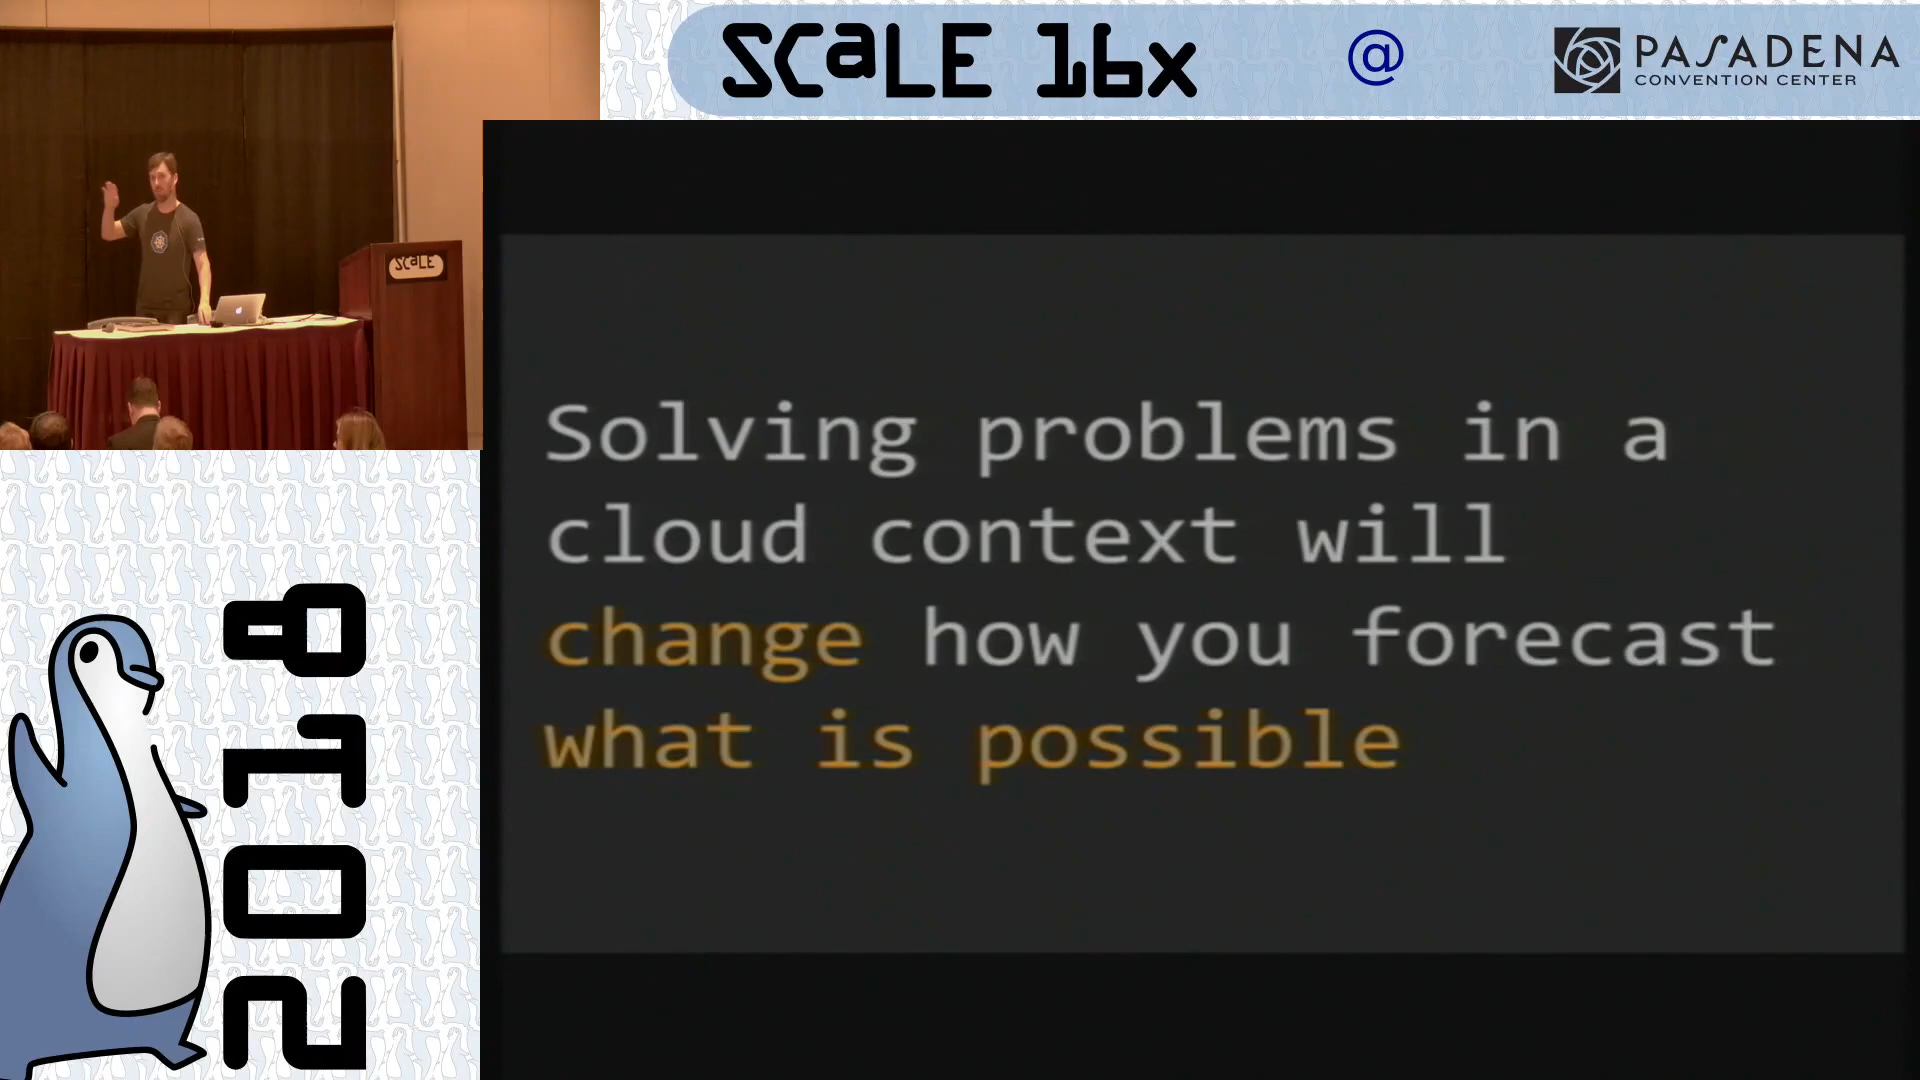 SCaLE 16x @ PASADENA
CONVENTION CENTER
SCaLE
Solving problems in a
cloud context will
change how you forecast
what is possible
2018